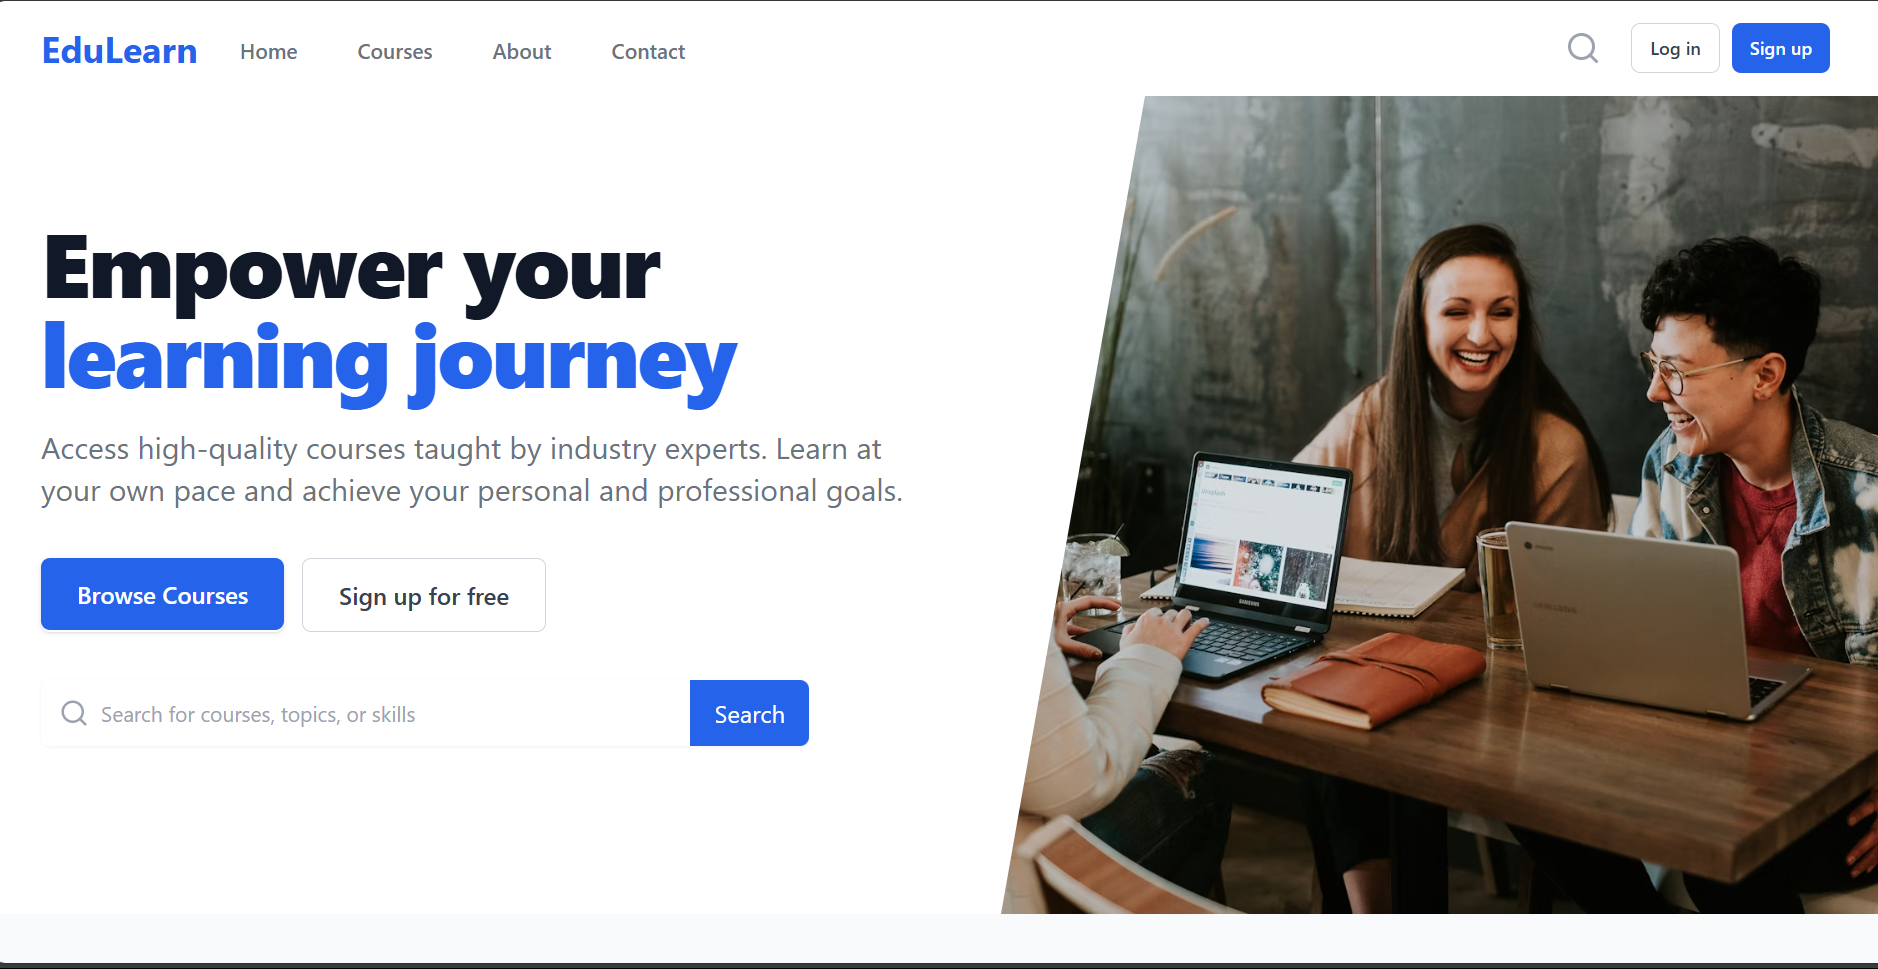 EduLearn Home Courses About Contact Log in Sign up
Empower your
learning journey
Access high-quality courses taught by industry experts. Learn at
your own pace and achieve your personal and professional goals.
Browse Courses Sign up for free
Search for courses, topics, or skills Search
Unsplash
SAMSUNG